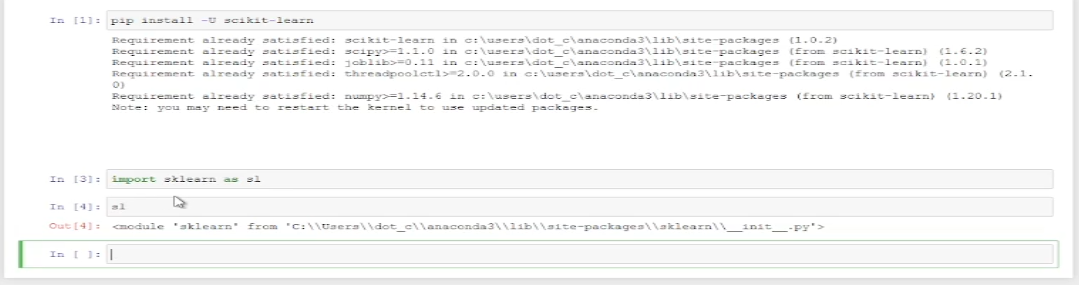 In [1]: pip install -U scikit-learn
Requirement already satisfied: scikit-learn in c:\users\dot_c\anaconda3\lib\site-packages (1.0.2)
Requirement already satisfied: scipy>=1.1.0 in c:\users\dot_c\anaconda3\lib\site-packages (from scikit-learn) (1.6.2)
Requirement already satisfied: joblib>=0.11 in c:\users\dot_c\anaconda3\lib\site-packages (from scikit-learn) (1.0.1)
Requirement already satisfied: threadpoolctl>=2.0.0 in c:\users\dot_c\anaconda3\lib\site-packages (from scikit-learn) (2.1.
0)
Requirement already satisfied: numpy>=1.14.6 in c:\users\dot_c\anaconda3\lib\site-packages (from scikit-learn) (1.20.1)
Note: you may need to restart the kernel to use updated packages.
In [3]: import sklearn as sl
In [4]: sl
Out[4]: <module 'sklearn' from 'C:\\Users\\dot_c\\anaconda3\\lib\\site-packages\\sklearn\\__init__.py'>
In [ ]: